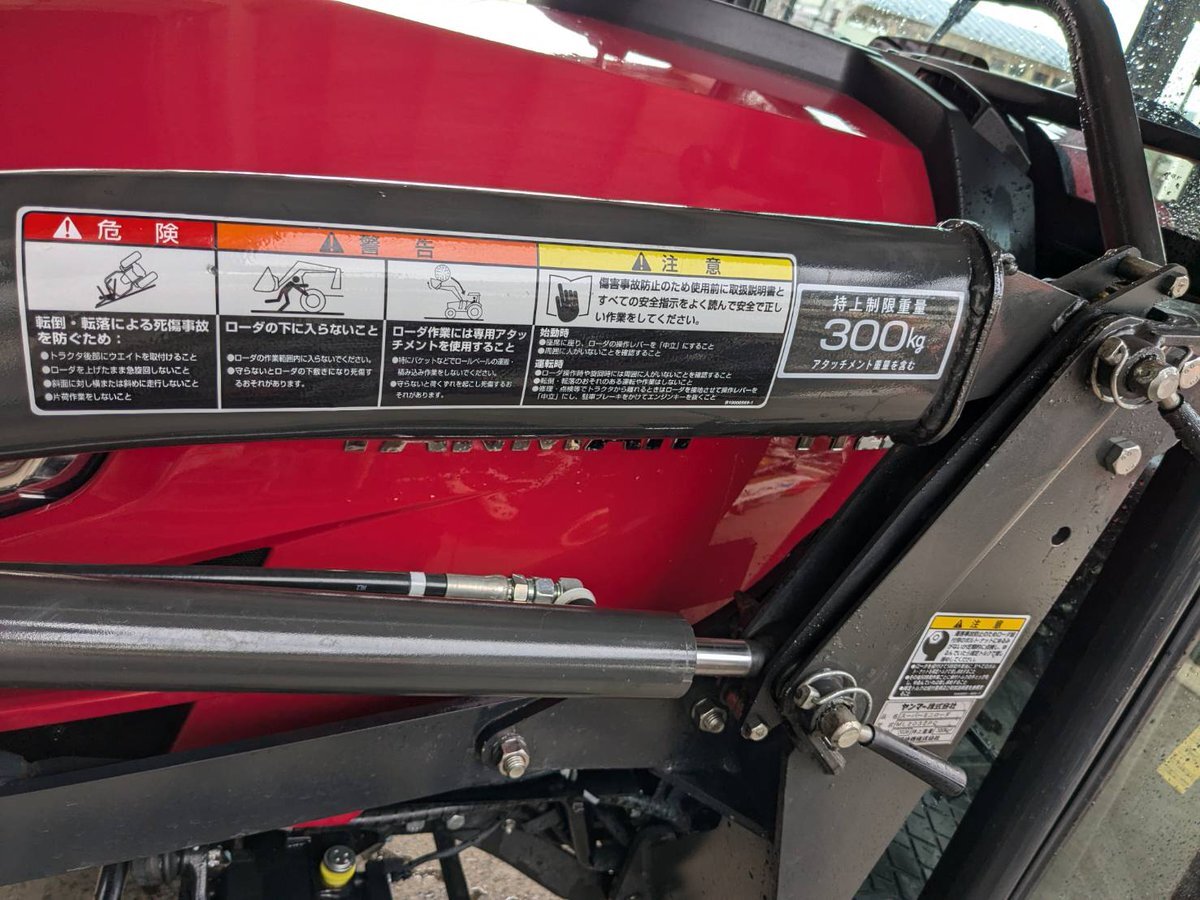 危険
転倒・転落による死傷事故
を防ぐため：
●トラクタ後部にウエイトを取付けること
●ローダを上げたまま急旋回しないこと
●斜面に対し横または斜めに走行しないこと
●片荷作業をしないこと
警告
ローダの下に入らないこと
●ローダの作業範囲内に入らないでください。
●守らないとローダの下敷きになり死傷す
るおそれがあります。
ローダ作業には専用アタッ
チメントを使用すること
●特にバケットなどでロールベールの運搬・
積み込み作業をしないでください。
●守らないと荷くずれを起こし死傷するお
それがあります。
注意
傷害事故防止のため使用前に取扱説明書と
すべての安全指示をよく読んで安全で正し
い作業をしてください。
始動時
●座席に座り、ローダの操作レバーを「中立」にすること
●周囲に人がいないことを確認すること
運転時
●ローダ操作時や旋回時には周囲に人がいないことを確認すること
●転倒・転落のおそれのある運転や作業はしないこと
●修理・点検等でトラクタから離れるときはローダを接地させて操作レバーを
「中立」にし、駐車ブレーキをかけてエンジンキーを抜くこと
持上制限重量
300kg
アタッチメント重量を含む
注意
ヤンマー株式会社